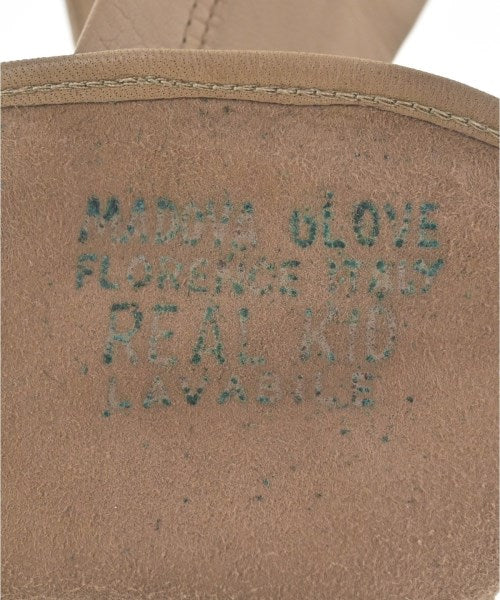 MADOVA GLOVE
FLORENCE ITALY
REAL KID
LAVABILE